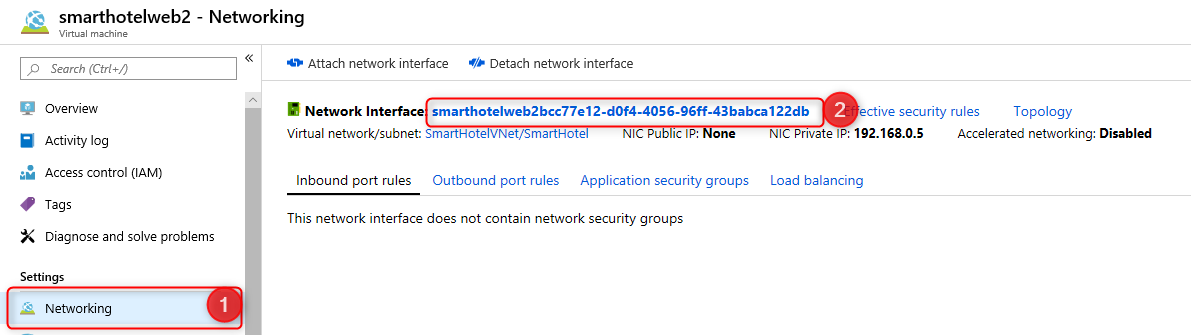 smarthotelweb2 - Networking
Virtual machine
Search (Ctrl+/)
«
Overview
Activity log
Access control (IAM)
Tags
Diagnose and solve problems
Settings
Networking
1
Attach network interface Detach network interface
Network Interface: smarthotelweb2bcc77e12-d0f4-4056-96ff-43babca122db 2 Effective security rules Topology
Virtual network/subnet: SmartHotelVNet/SmartHotel NIC Public IP: None NIC Private IP: 192.168.0.5 Accelerated networking: Disabled
Inbound port rules Outbound port rules Application security groups Load balancing
This network interface does not contain network security groups